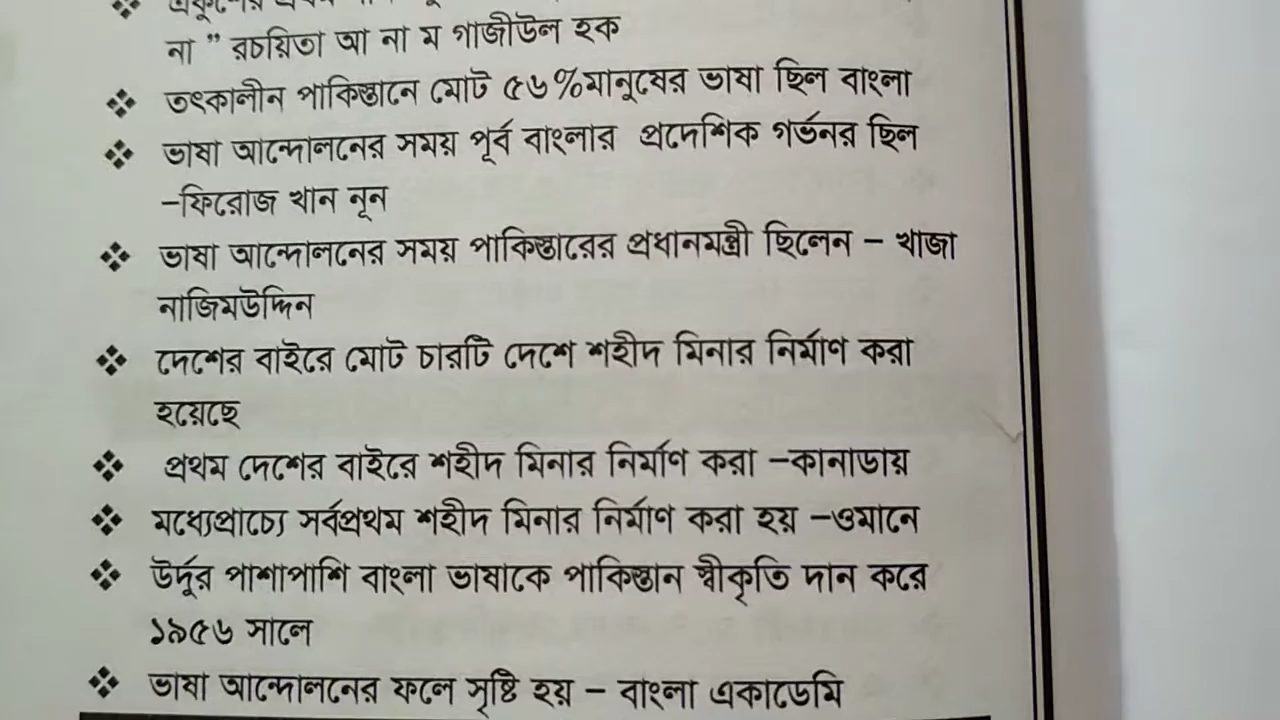 না ” রচয়িতা আ না ম গাজীউল হক
❖ তৎকালীন পাকিস্তানে মোট ৫৬%মানুষের ভাষা ছিল বাংলা
❖ ভাষা আন্দোলনের সময় পূর্ব বাংলার প্রদেশিক গর্ভনর ছিল
–ফিরোজ খান নূন
❖ ভাষা আন্দোলনের সময় পাকিস্তারের প্রধানমন্ত্রী ছিলেন – খাজা
নাজিমউদ্দিন
❖ দেশের বাইরে মোট চারটি দেশে শহীদ মিনার নির্মাণ করা
হয়েছে
❖ প্রথম দেশের বাইরে শহীদ মিনার নির্মাণ করা –কানাডায়
❖ মধ্যেপ্রাচ্যে সর্বপ্রথম শহীদ মিনার নির্মাণ করা হয় –ওমানে
❖ উর্দুর পাশাপাশি বাংলা ভাষাকে পাকিস্তান স্বীকৃতি দান করে
১৯৫৬ সালে
❖ ভাষা আন্দোলনের ফলে সৃষ্টি হয় – বাংলা একাডেমি